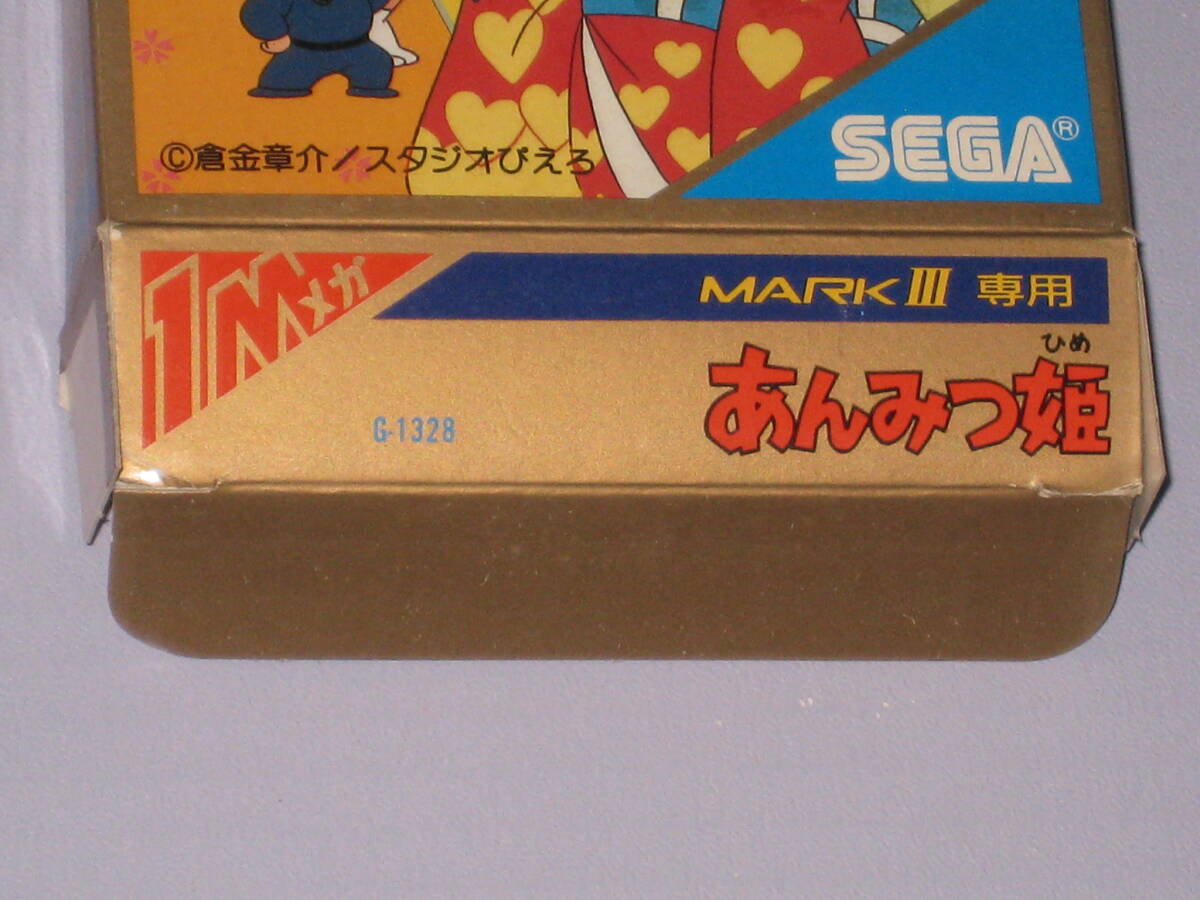 ©倉金章介/スタジオぴえろ
SEGA®
1Mメガ
MARK III 専用
ひめ
あんみつ姫
G-1328